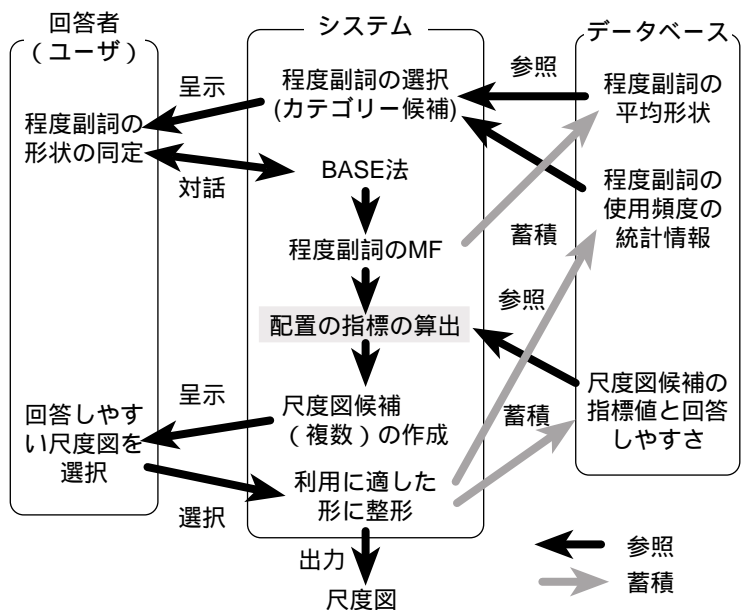 回答者
（ユーザ）
程度副詞の
形状の同定
回答しやす
い尺度図を
選択
呈示
対話
呈示
選択
システム
程度副詞の選択
(カテゴリー候補)
BASE法
程度副詞のMF
配置の指標の算出
尺度図候補
（複数）の作成
利用に適した
形に整形
出力
尺度図
参照
蓄積
参照
蓄積
データベース
程度副詞の
平均形状
程度副詞の
使用頻度の
統計情報
尺度図候補の
指標値と回答
しやすさ
参照
蓄積